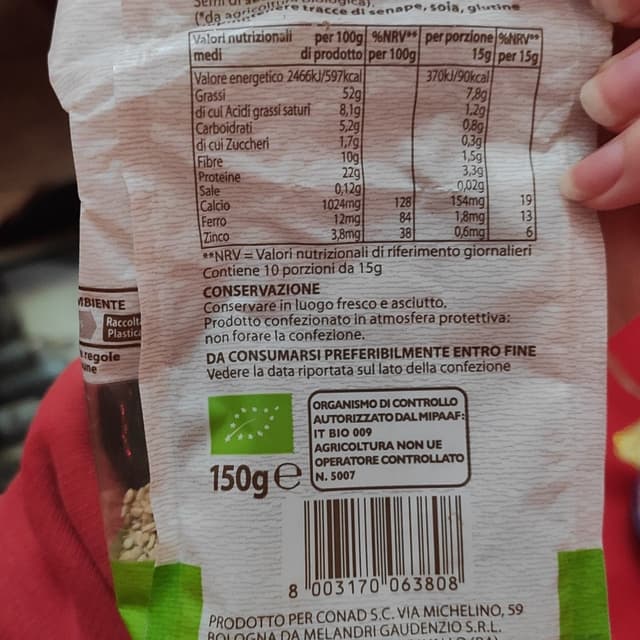 (*da agricoltura biologica).
tracce di senape, soia, glutine
Valori nutrizionali medi per 100g di prodotto %NRV** per 100g per porzione 15g %NRV** per 15g
Valore energetico 2466kJ/597kcal 370kJ/90kcal
Grassi 52g 7,8g
di cui Acidi grassi saturi 8,1g 1,2g
Carboidrati 5,2g 0,8g
di cui Zuccheri 1,7g 0,3g
Fibre 10g 1,5g
Proteine 22g 3,3g
Sale 0,12g 0,02g
Calcio 1024mg 128 154mg 19
Ferro 12mg 84 1,8mg 13
Zinco 3,8mg 38 0,6mg 6
**NRV = Valori nutrizionali di riferimento giornalieri
Contiene 10 porzioni da 15g
CONSERVAZIONE
Conservare in luogo fresco e asciutto.
Prodotto confezionato in atmosfera protettiva:
non forare la confezione.
DA CONSUMARSI PREFERIBILMENTE ENTRO FINE
Vedere la data riportata sul lato della confezione
MBIENTE
Raccolt
Plastic
regole
une
ORGANISMO DI CONTROLLO
AUTORIZZATO DAL MIPAAF:
IT BIO 009
AGRICOLTURA NON UE
OPERATORE CONTROLLATO
N. 5007
150g e
8 003170 063808
PRODOTTO PER CONAD S.C. VIA MICHELINO, 59
BOLOGNA DA MELANDRI GAUDENZIO S.R.L.